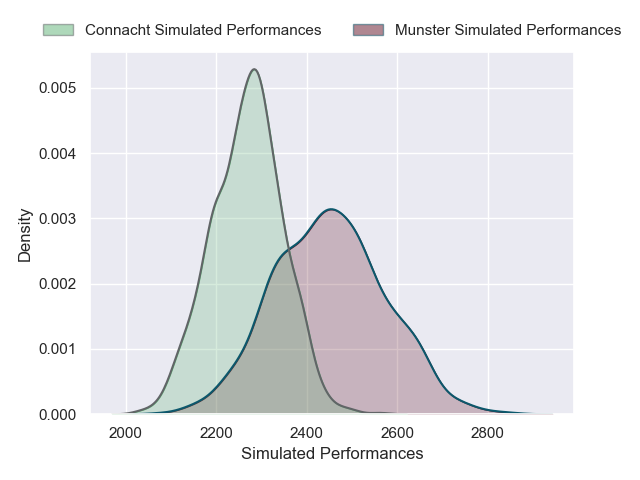 Connacht Simulated Performances Munster Simulated Performances
0.005
0.004
0.003
0.002
0.001
0.000
Density
2000 2200 2400 2600 2800
Simulated Performances